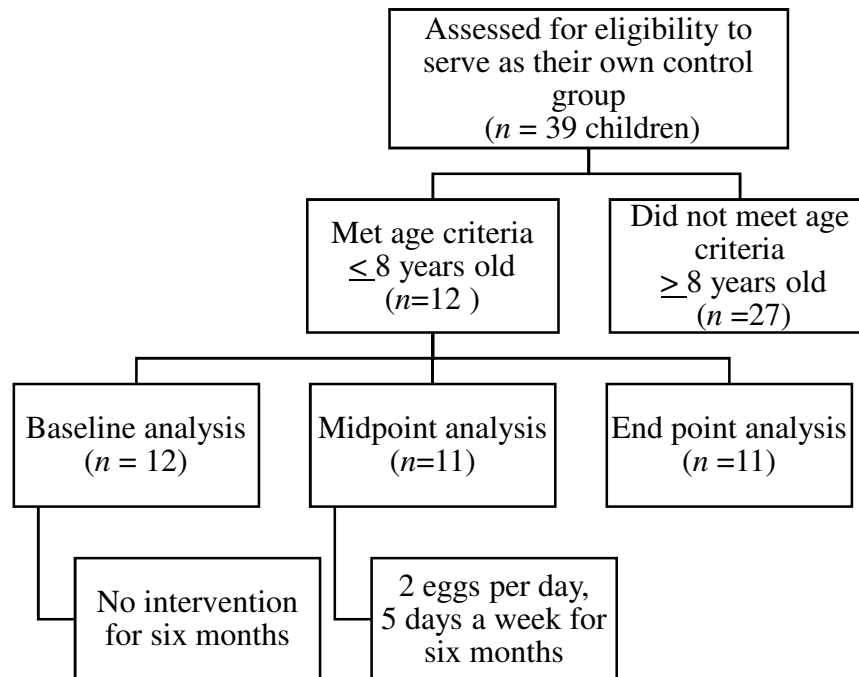 Assessed for eligibility to
serve as their own control
group
(n = 39 children)
Met age criteria
< 8 years old
(n=12 )
Did not meet age
criteria
> 8 years old
(n =27)
Baseline analysis
(n = 12)
Midpoint analysis
(n=11)
End point analysis
(n =11)
No intervention
for six months
2 eggs per day,
5 days a week for
six months